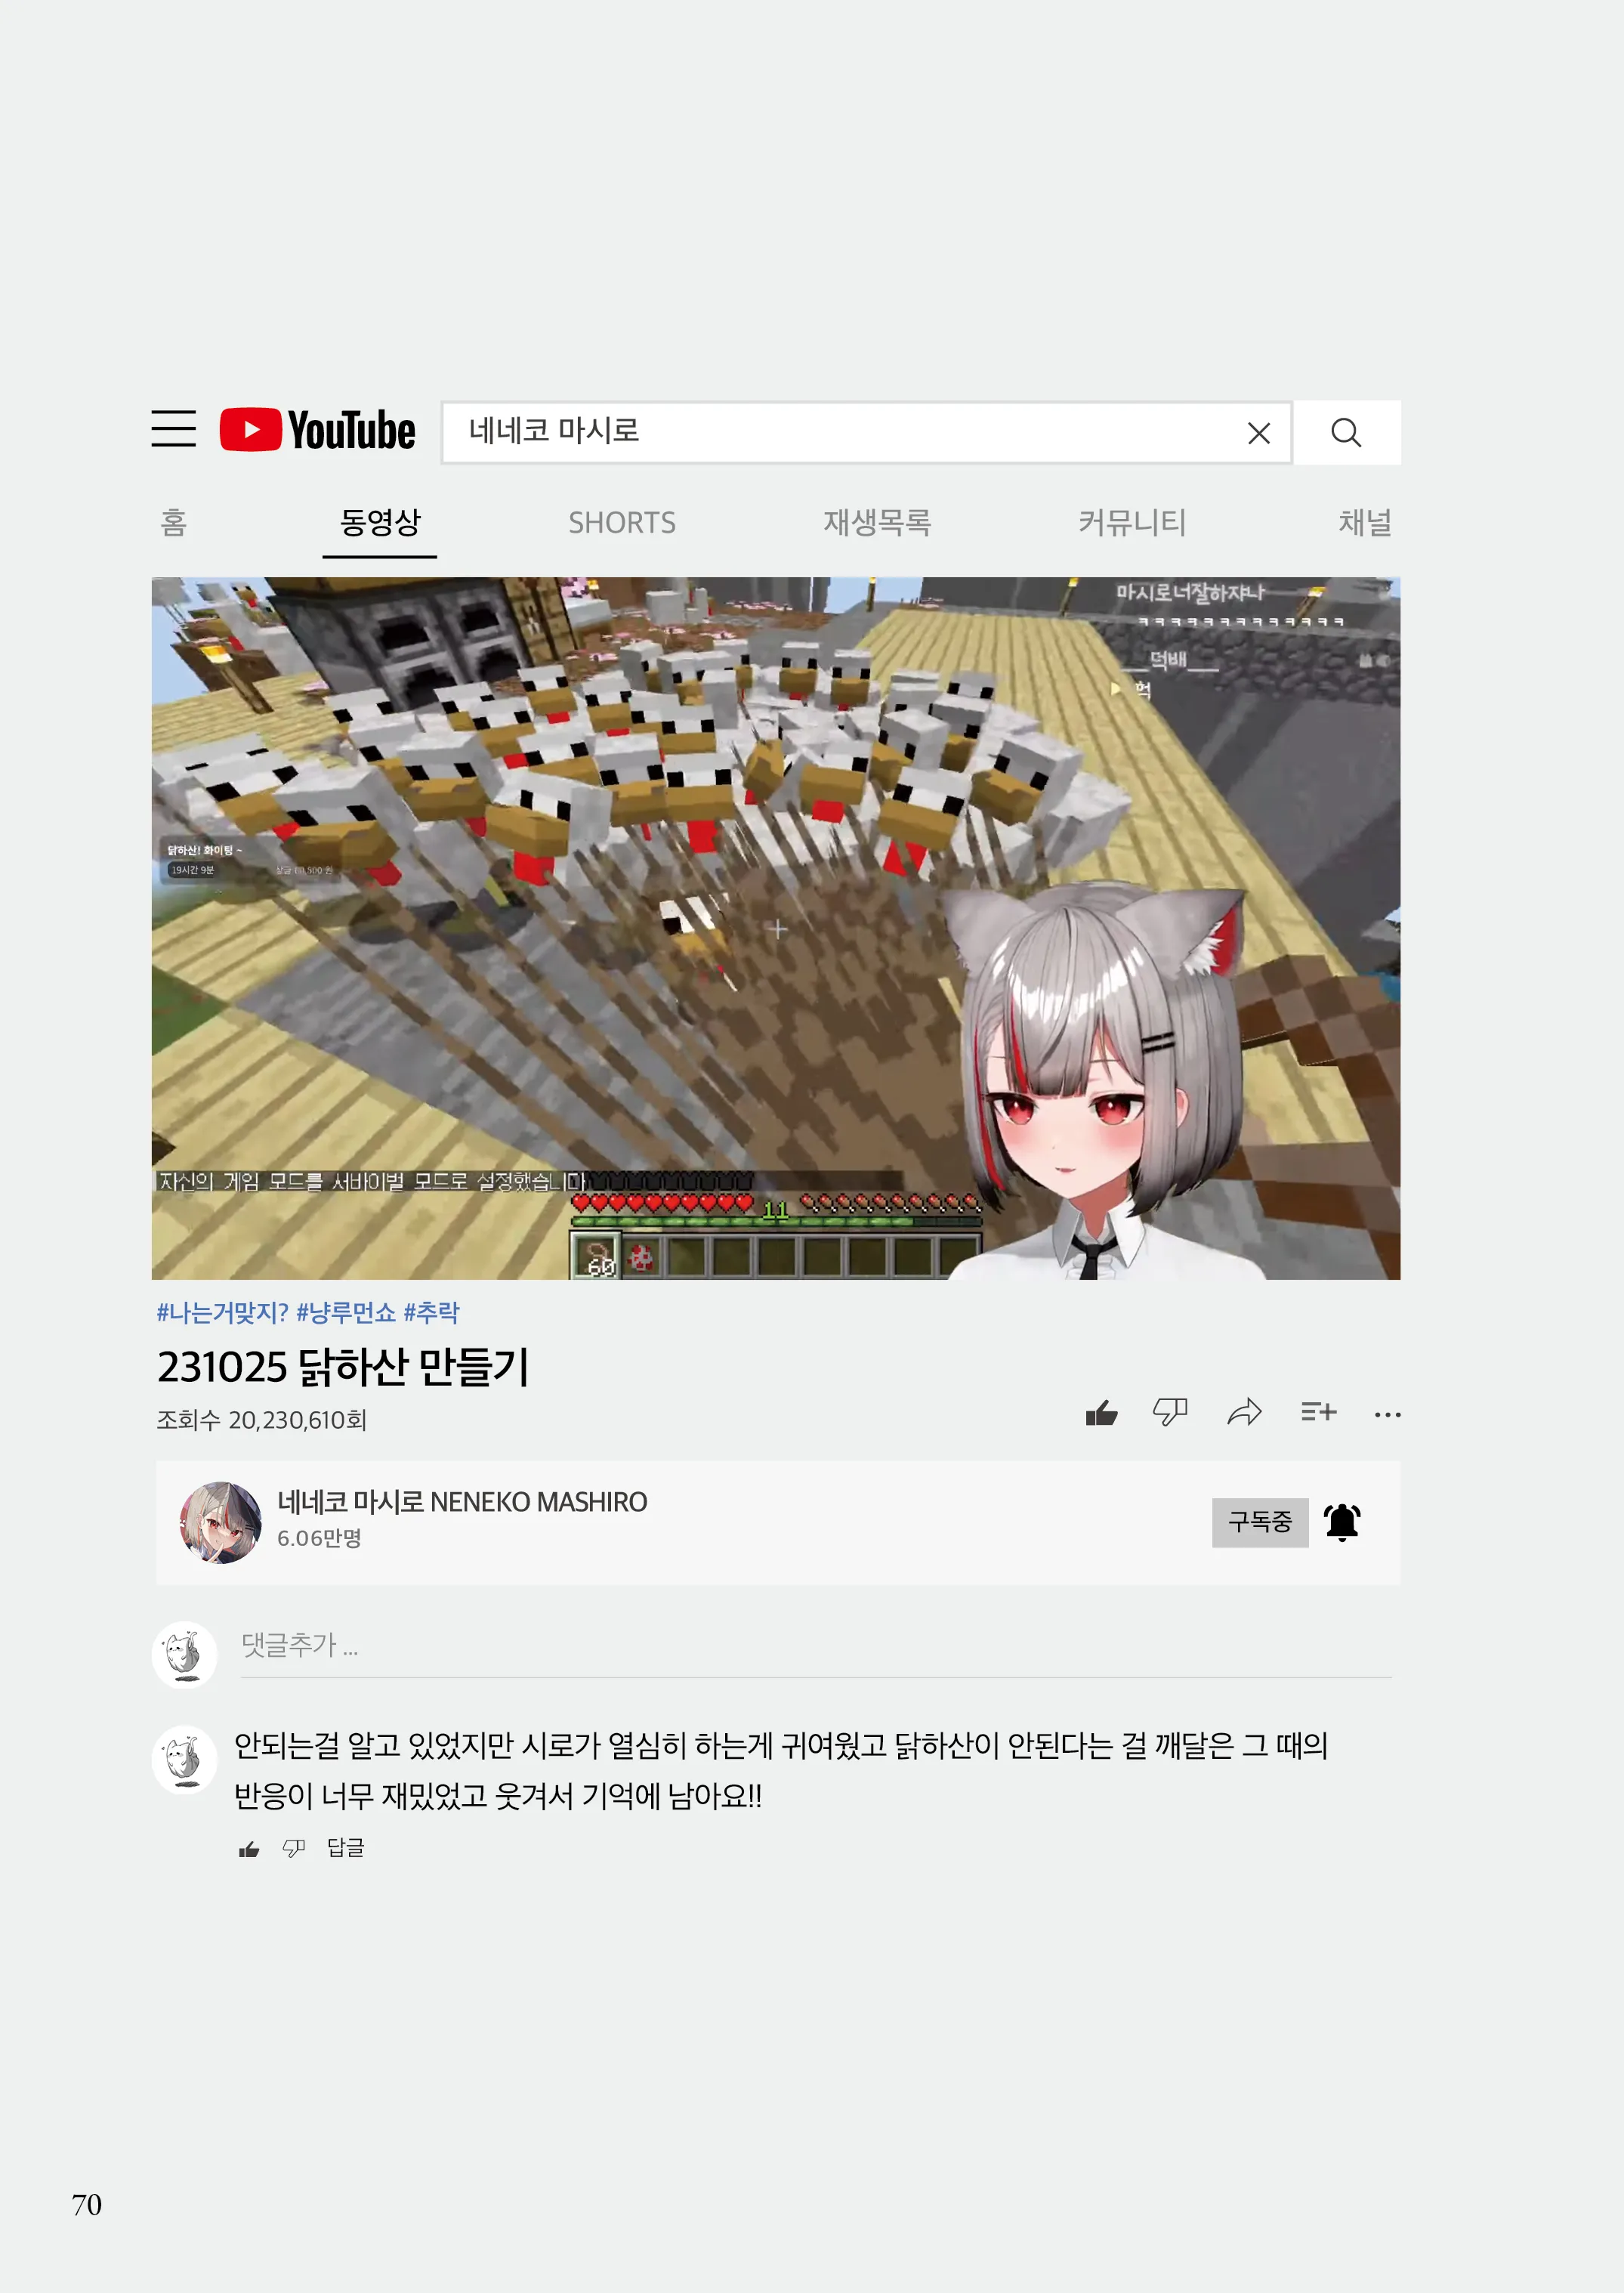 YouTube
네네코 마시로
홈 동영상 SHORTS 재생목록 커뮤니티 채널
마시로너잘하쟈나
ㅋㅋㅋㅋㅋㅋㅋㅋㅋㅋㅋㅋㅋ
__덕배__
헉
닭하산! 화이팅 ~
19시간 9분
자신의 게임 모드를 서바이벌 모드로 설정했습니다
11
60
#나는거맞지? #냥루먼쇼 #추락
231025 닭하산 만들기
조회수 20,230,610회
네네코 마시로 NENEKO MASHIRO
6.06만명
구독중
댓글추가 ...
안되는걸 알고 있었지만 시로가 열심히 하는게 귀여웠고 닭하산이 안된다는 걸 깨달은 그 때의
반응이 너무 재밌었고 웃겨서 기억에 남아요!!
답글
70